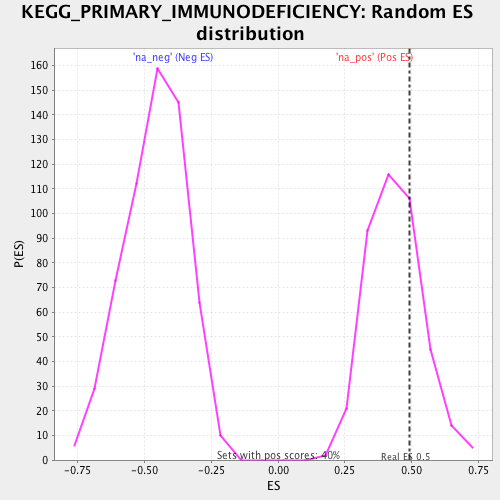 KEGG_PRIMARY_IMMUNODEFICIENCY: Random ES
distribution
'na_neg' (Neg ES) 'na_pos' (Pos ES)
160
150
140
130
120
110
100
90
80
70
60
50
40
30
20
10
0
P(ES)
Sets with pos scores: 40%
Real ES 0.5
-0.75 -0.50 -0.25 0.00 0.25 0.50 0.75
ES